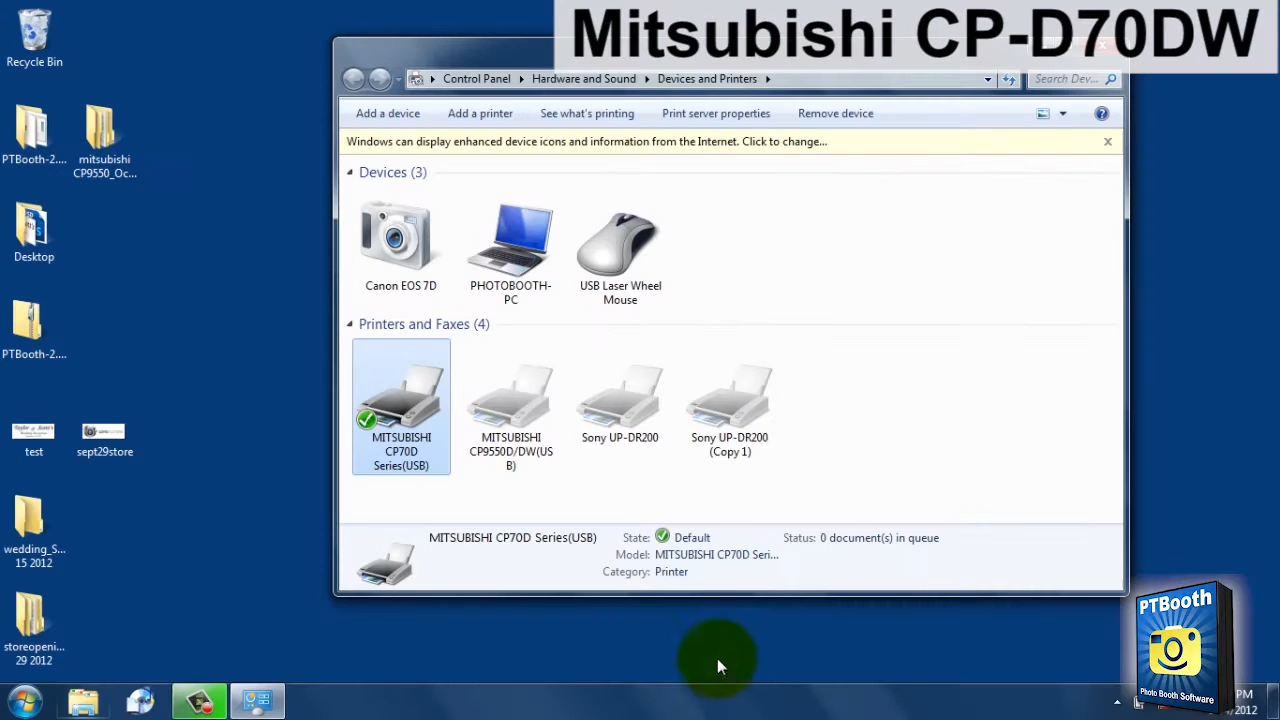 Mitsubishi CP-D70DW
Recycle Bin
PTBooth-2....
mitsubishi
CP9550_Oc...
Desktop
PTBooth-2....
test
sept29store
wedding_S...
15 2012
storeopeni...
29 2012
Control Panel
Hardware and Sound
Devices and Printers
Search Dev...
Add a device
Add a printer
See what's printing
Print server properties
Remove device
Windows can display enhanced device icons and information from the Internet. Click to change...
Devices (3)
Canon EOS 7D
PHOTOBOOTH-
PC
USB Laser Wheel
Mouse
Printers and Faxes (4)
MITSUBISHI
CP70D
Series(USB)
MITSUBISHI
CP9550D/DW(US
B)
Sony UP-DR200
Sony UP-DR200
(Copy 1)
MITSUBISHI CP70D Series(USB)
State: Default
Status: 0 document(s) in queue
Model: MITSUBISHI CP70D Seri...
Category: Printer
PTBooth
Photo Booth Software
PM
/2012